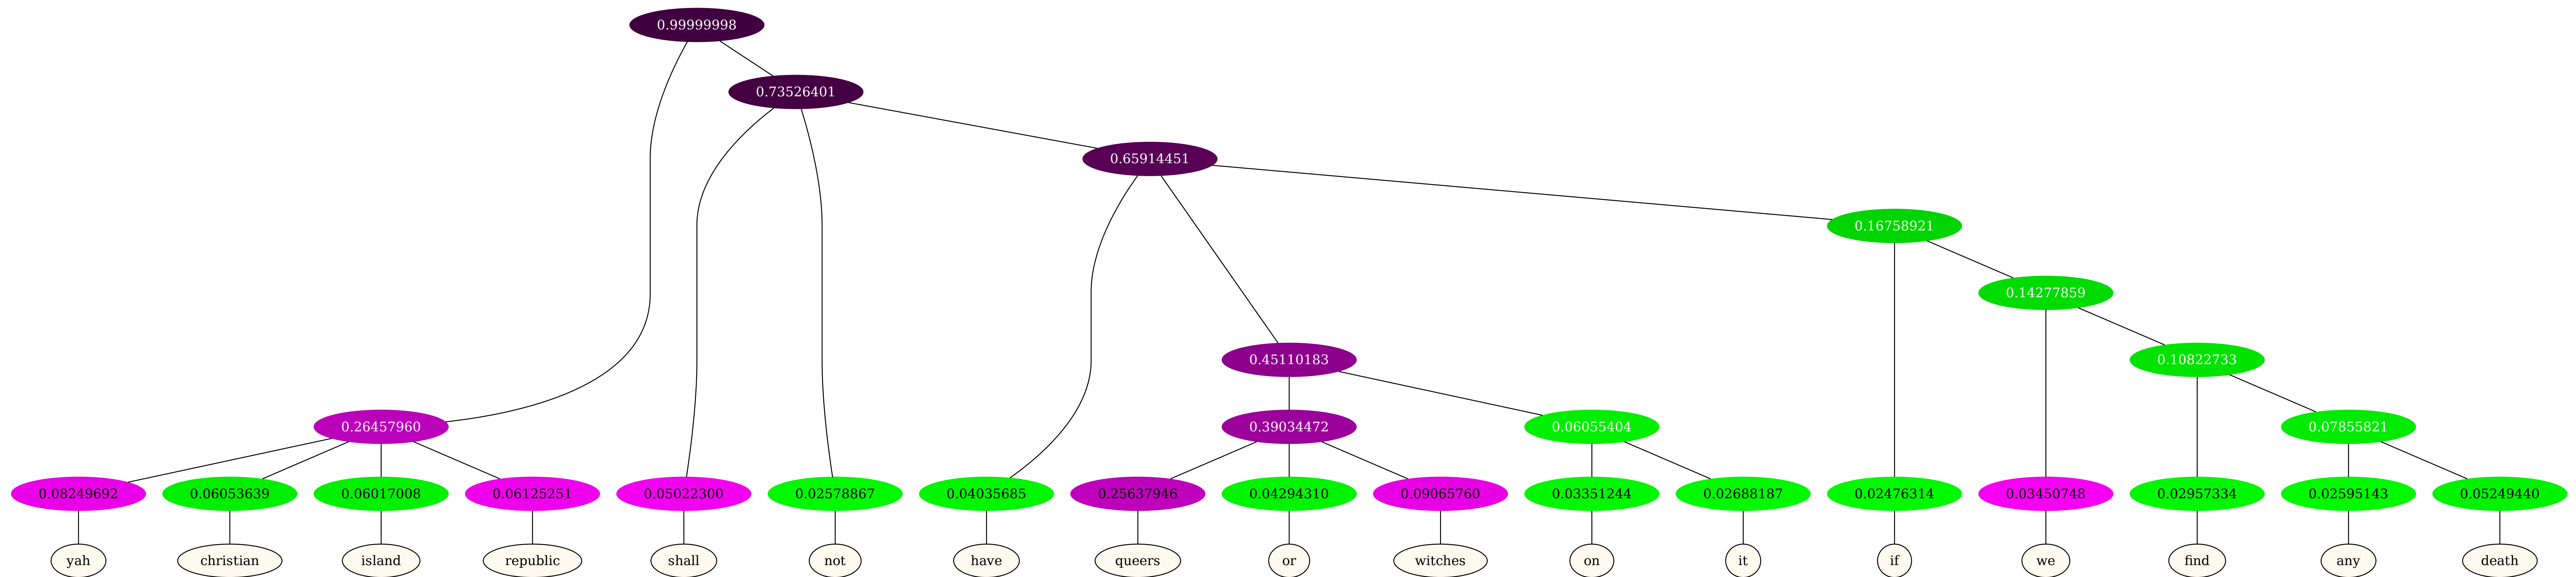 0.99999998
0.73526401
0.65914451
0.16758921
0.14277859
0.45110183
0.10822733
0.26457960 0.39034472 0.06055404 0.07855821
0.08249692 0.06053639 0.06017008 0.06125251 0.05022300 0.02578867 0.04035685 0.25637946 0.04294310 0.09065760 0.03351244 0.02688187 0.02476314 0.03450748 0.02957334 0.02595143 0.05249440
yah christian island republic shall not have queers or witches on it if we find any death